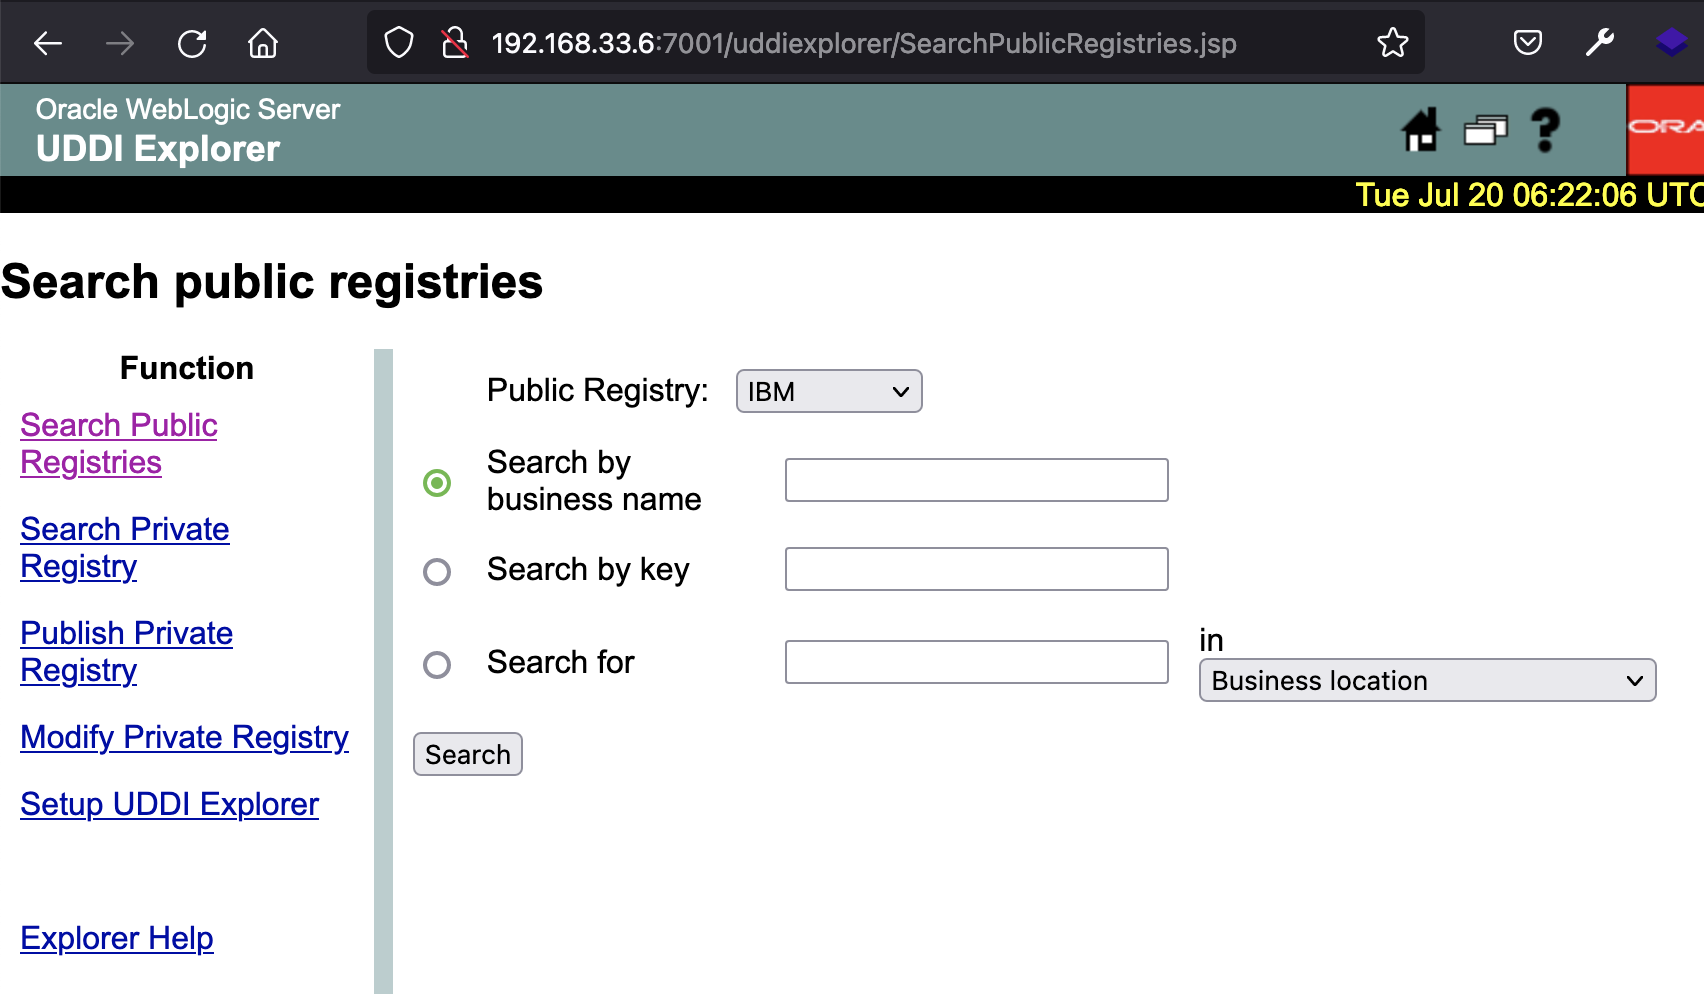 192.168.33.6:7001/uddiexplorer/SearchPublicRegistries.jsp
Oracle WebLogic Server
UDDI Explorer
?
ORA
Tue Jul 20 06:22:06 UTC
Search public registries
Function
Search Public
Registries
Search Private
Registry
Publish Private
Registry
Modify Private Registry
Setup UDDI Explorer
Explorer Help
Public Registry:
IBM
Search by
business name
Search by key
Search for
in
Business location
Search